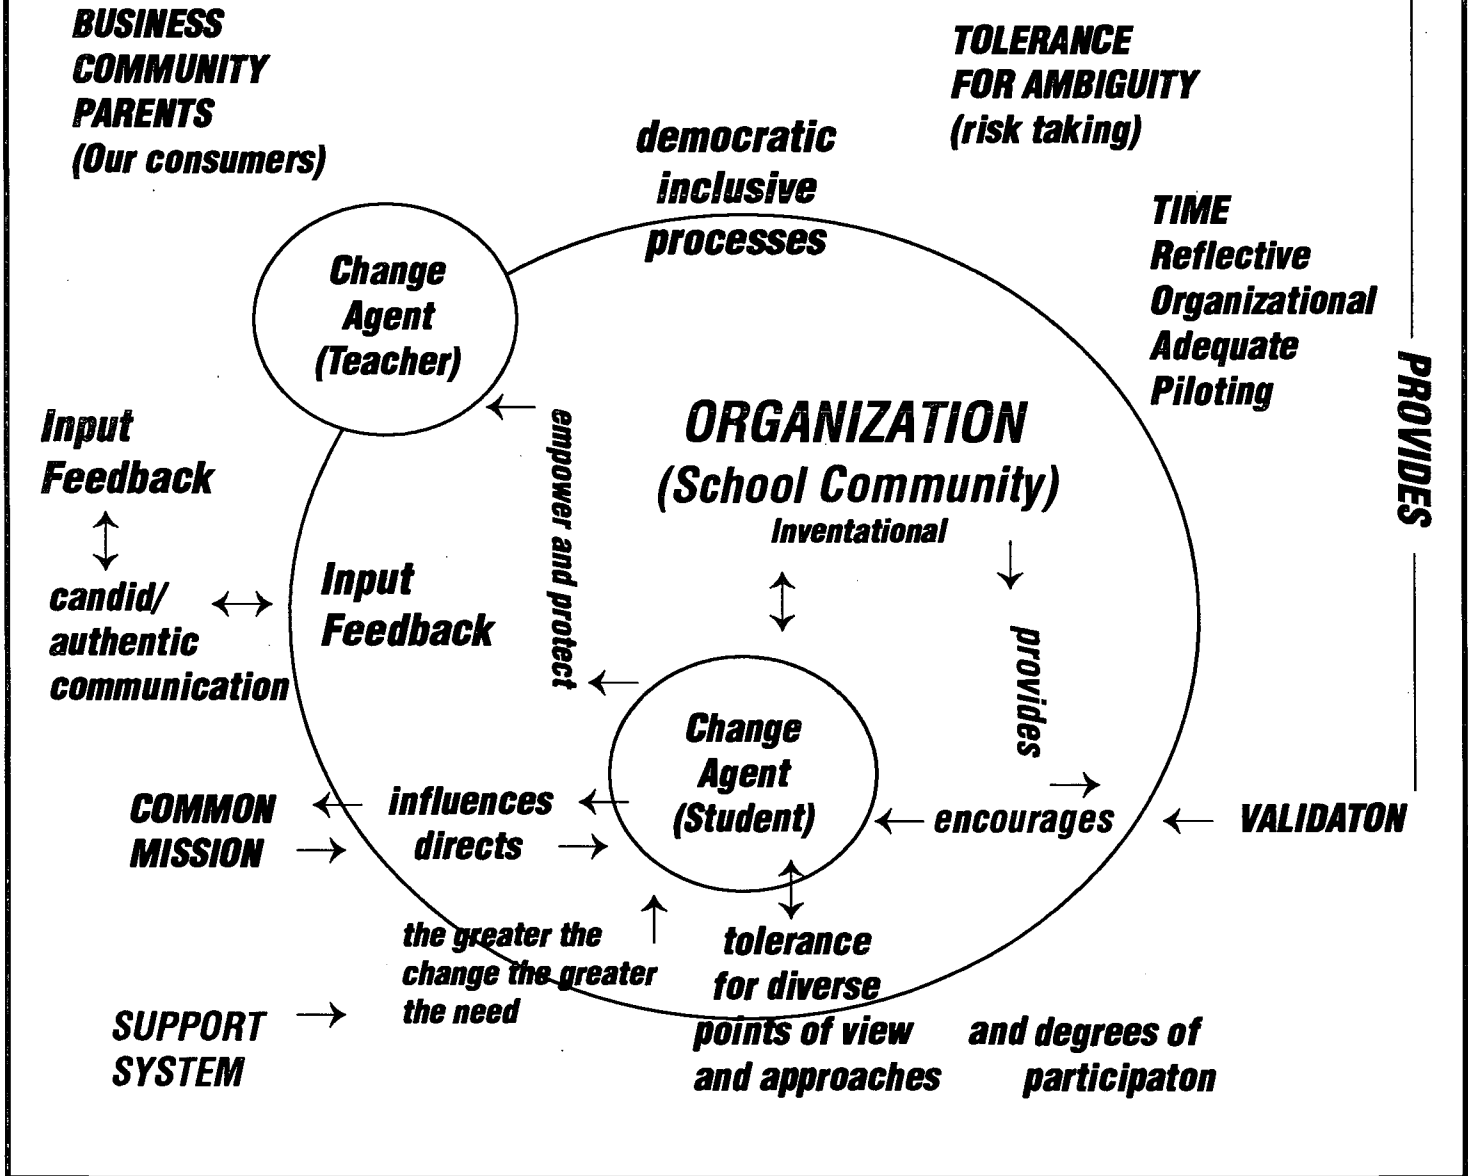 BUSINESS
COMMUNITY
PARENTS
(Our consumers)
TOLERANCE
FOR AMBIGUITY
(risk taking)
democratic
inclusive
processes
TIME
Reflective
Organizational
Adequate
Piloting
PROVIDES
Change
Agent
(Teacher)
Input
Feedback
candid/
authentic
communication
Input
Feedback
empower and protect
ORGANIZATION
(School Community)
Inventational
provides
Change
Agent
(Student)
COMMON
MISSION
influences
directs
encourages
VALIDATON
the greater the
change the greater
the need
SUPPORT
SYSTEM
tolerance
for diverse
points of view
and approaches
and degrees of
participaton